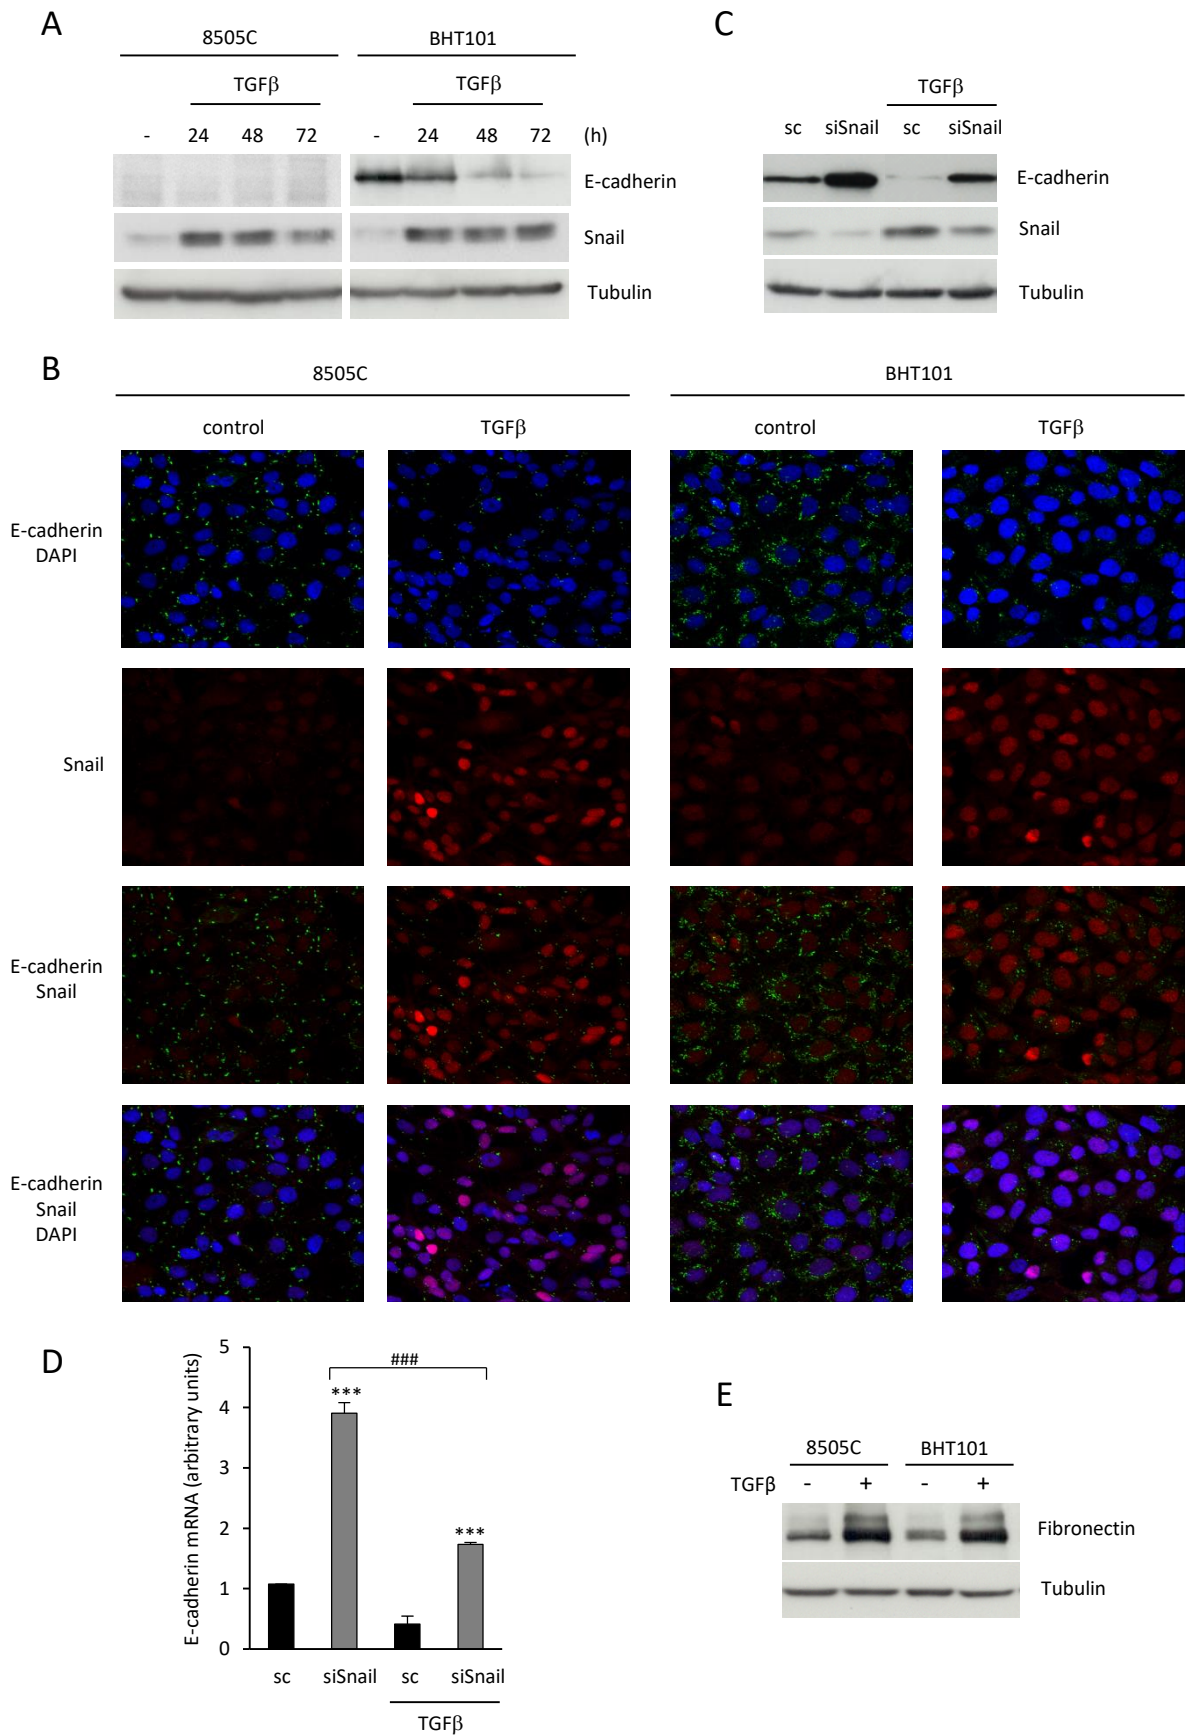 A
8505C
BHT101
TGFβ
TGFβ
- 24 48 72 - 24 48 72 (h)
E-cadherin
Snail
Tubulin
C
TGFβ
sc siSnail sc siSnail
E-cadherin
Snail
Tubulin
B
8505C
BHT101
control TGFβ control TGFβ
E-cadherin
DAPI
Snail
E-cadherin
Snail
E-cadherin
Snail
DAPI
D
E-cadherin mRNA (arbitrary units)
5
4
3
2
1
0
###
***
***
sc siSnail sc siSnail
TGFβ
E
8505C BHT101
TGFβ - + - +
Fibronectin
Tubulin